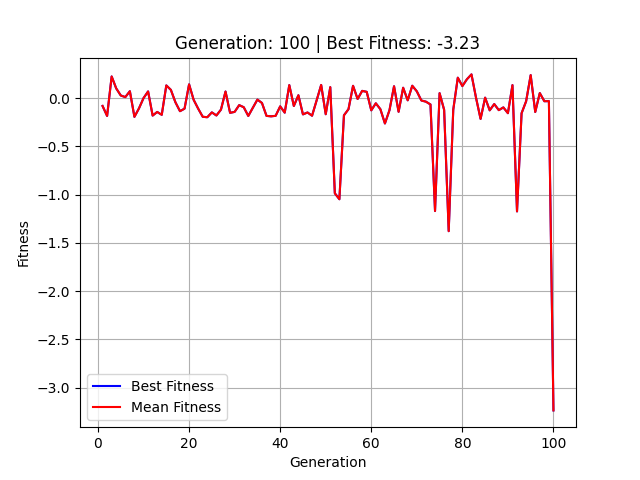 Generation: 100 | Best Fitness: -3.23
0.0
−0.5
−1.0
−1.5
−2.0
−2.5
−3.0
Fitness
Best Fitness
Mean Fitness
0 20 40 60 80 100
Generation